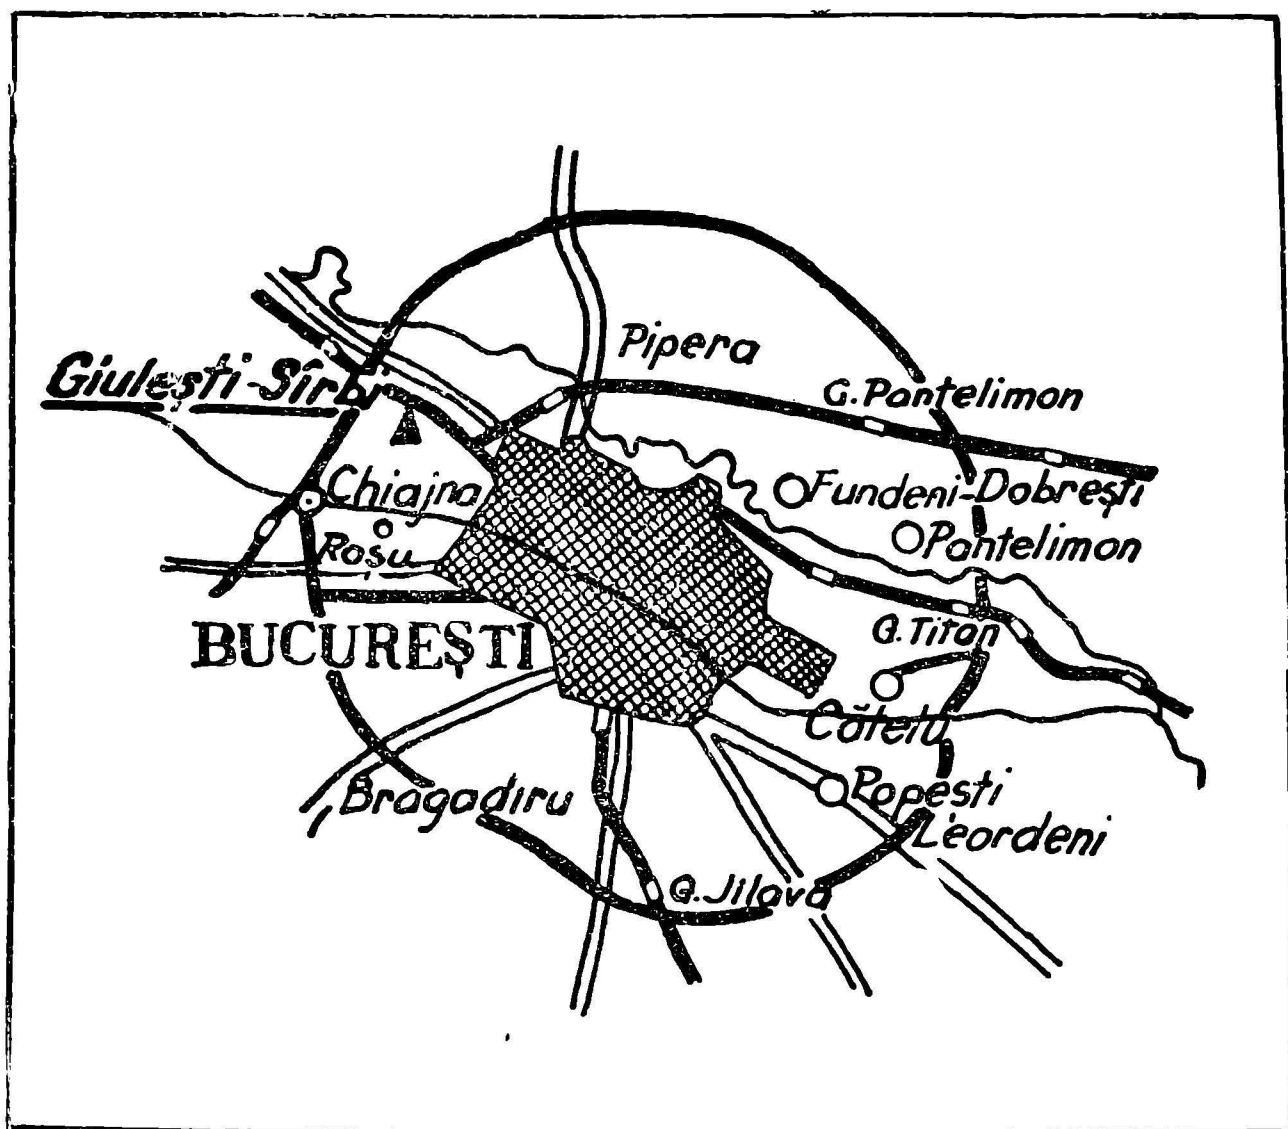 Pipera
Giulești-Sîrbi
G.Pantelimon
Chiajna
Fundeni-Dobrești
Roșu
Pantelimon
BUCUREȘTI
G.Titan
Cățelu
Bragadiru
Popești
Leordeni
G.Jilava